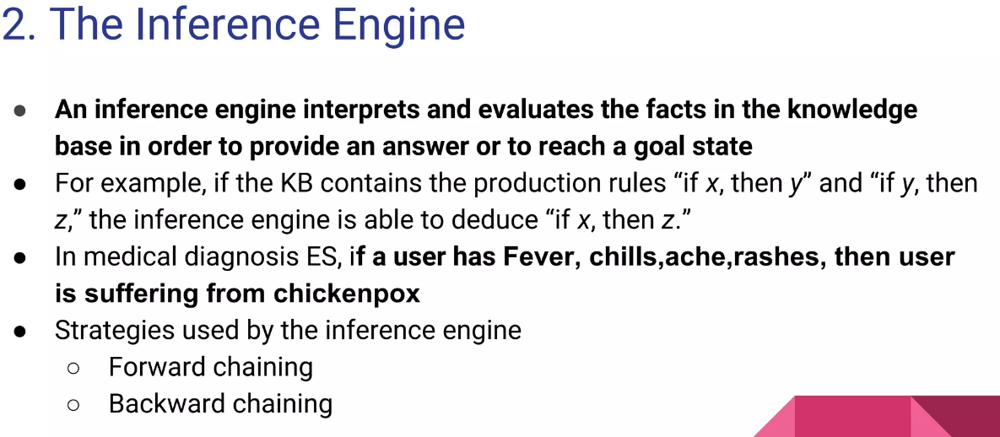 2. The Inference Engine
● An inference engine interprets and evaluates the facts in the knowledge
base in order to provide an answer or to reach a goal state
● For example, if the KB contains the production rules “if x, then y” and “if y, then
z,” the inference engine is able to deduce “if x, then z.”
● In medical diagnosis ES, if a user has Fever, chills,ache,rashes, then user
is suffering from chickenpox
● Strategies used by the inference engine
○ Forward chaining
○ Backward chaining